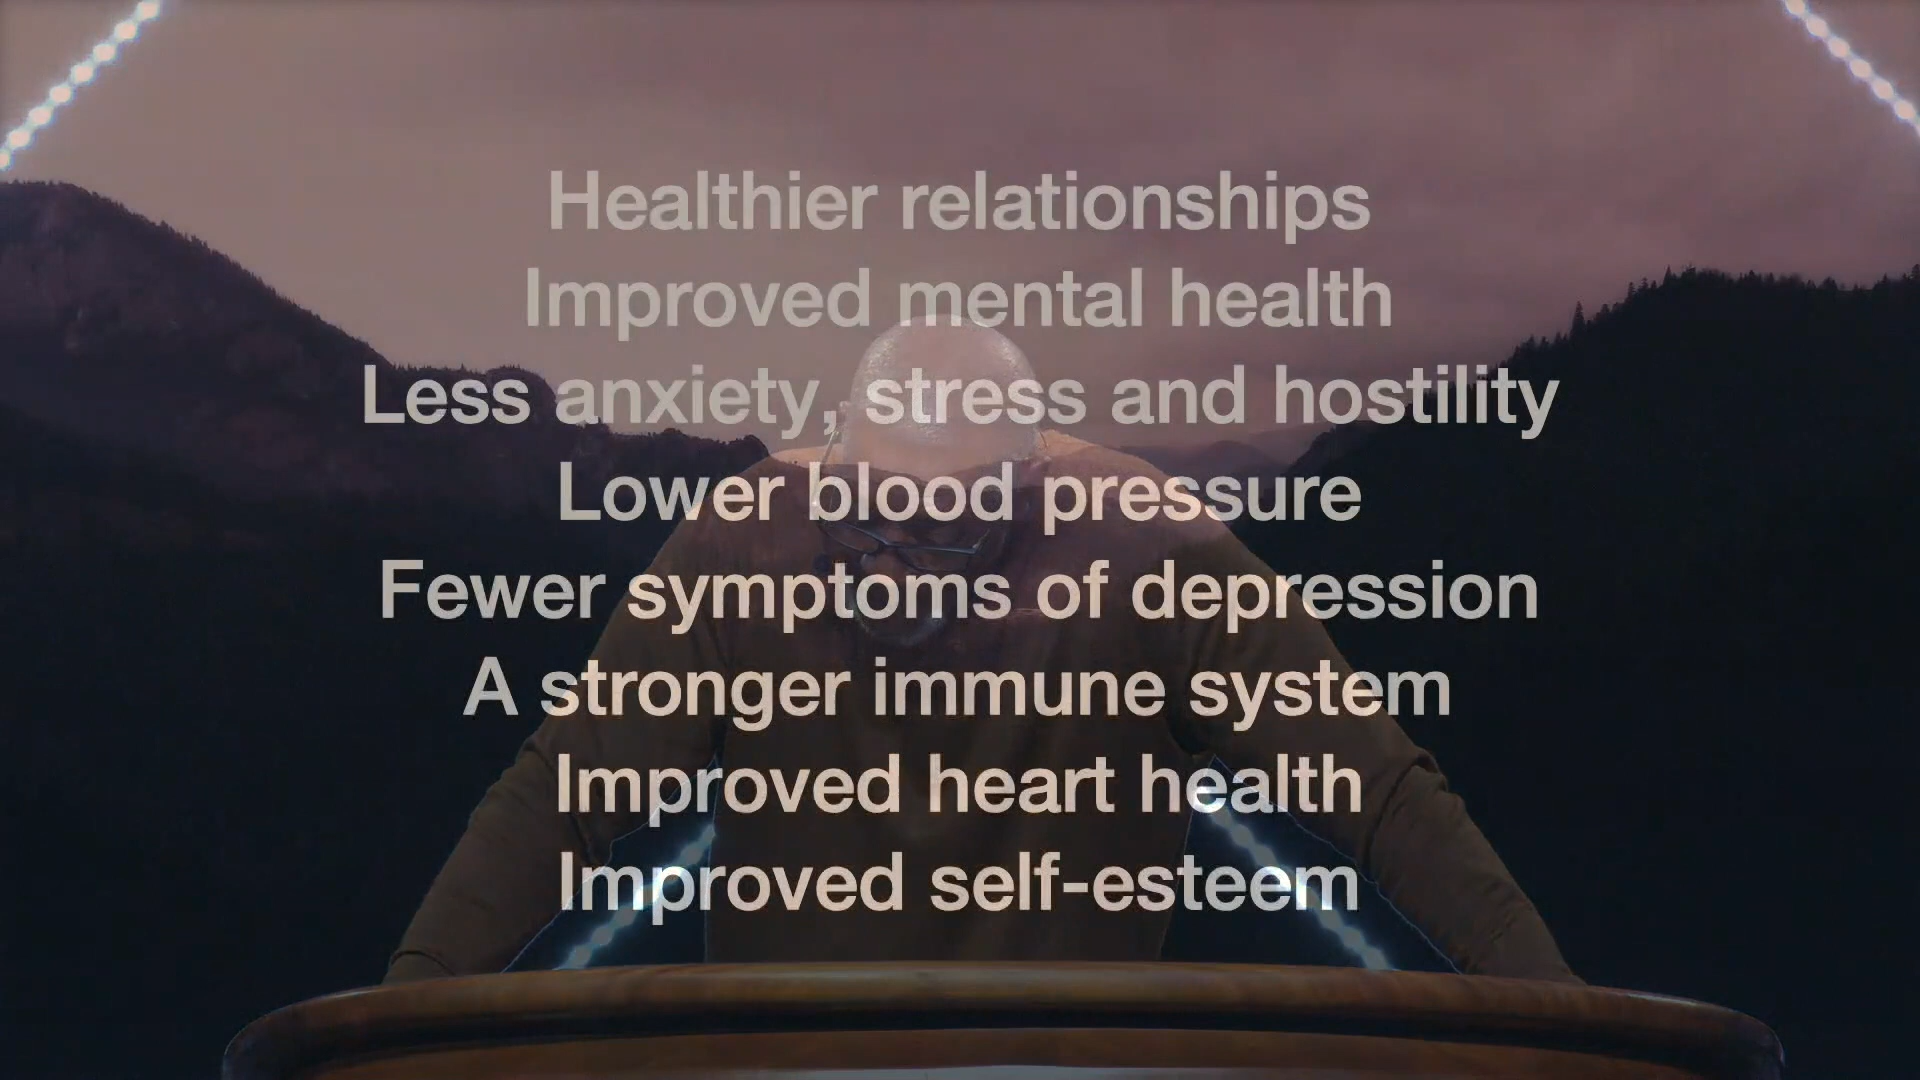 Healthier relationships
Improved mental health
Less anxiety, stress and hostility
Lower blood pressure
Fewer symptoms of depression
A stronger immune system
Improved heart health
Improved self-esteem